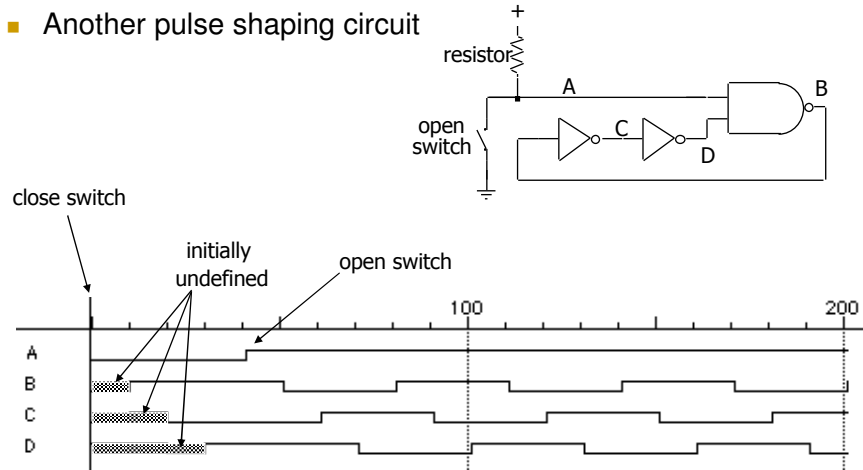 Another pulse shaping circuit
+
resistor
A
B
open
switch
C
D
close switch
initially
undefined
open switch
100
200
A
B
C
D